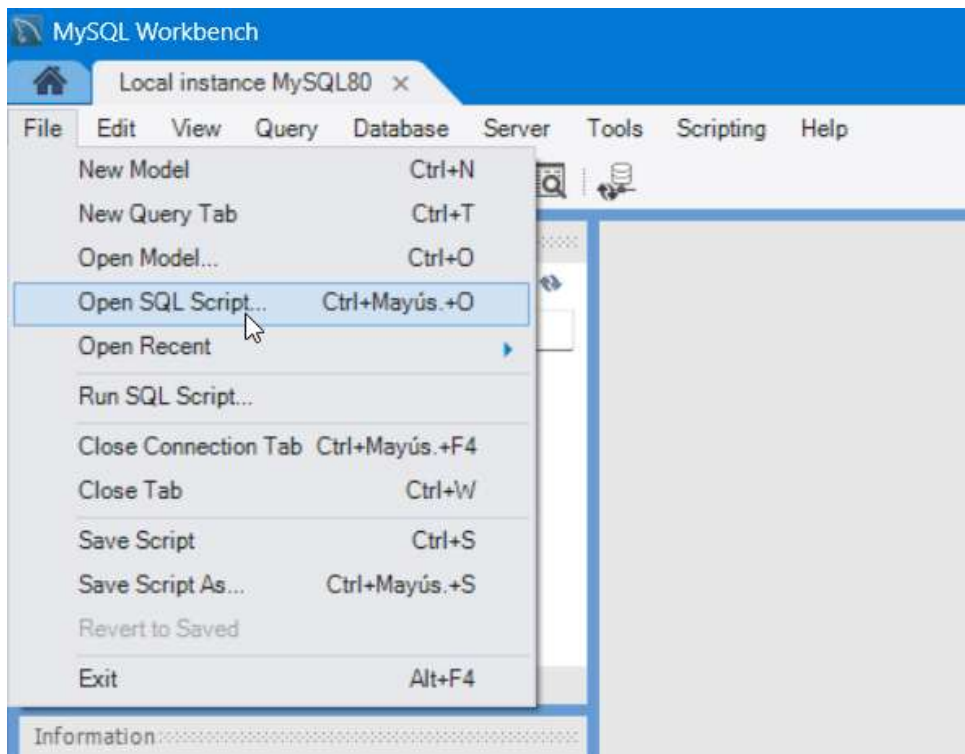 MySQL Workbench
Local instance MySQL80 ×
File Edit View Query Database Server Tools Scripting Help
New Model Ctrl+N
New Query Tab Ctrl+T
Open Model... Ctrl+O
Open SQL Script... Ctrl+Mayús.+O
Open Recent
Run SQL Script...
Close Connection Tab Ctrl+Mayús.+F4
Close Tab Ctrl+W
Save Script Ctrl+S
Save Script As... Ctrl+Mayús.+S
Revert to Saved
Exit Alt+F4
Information